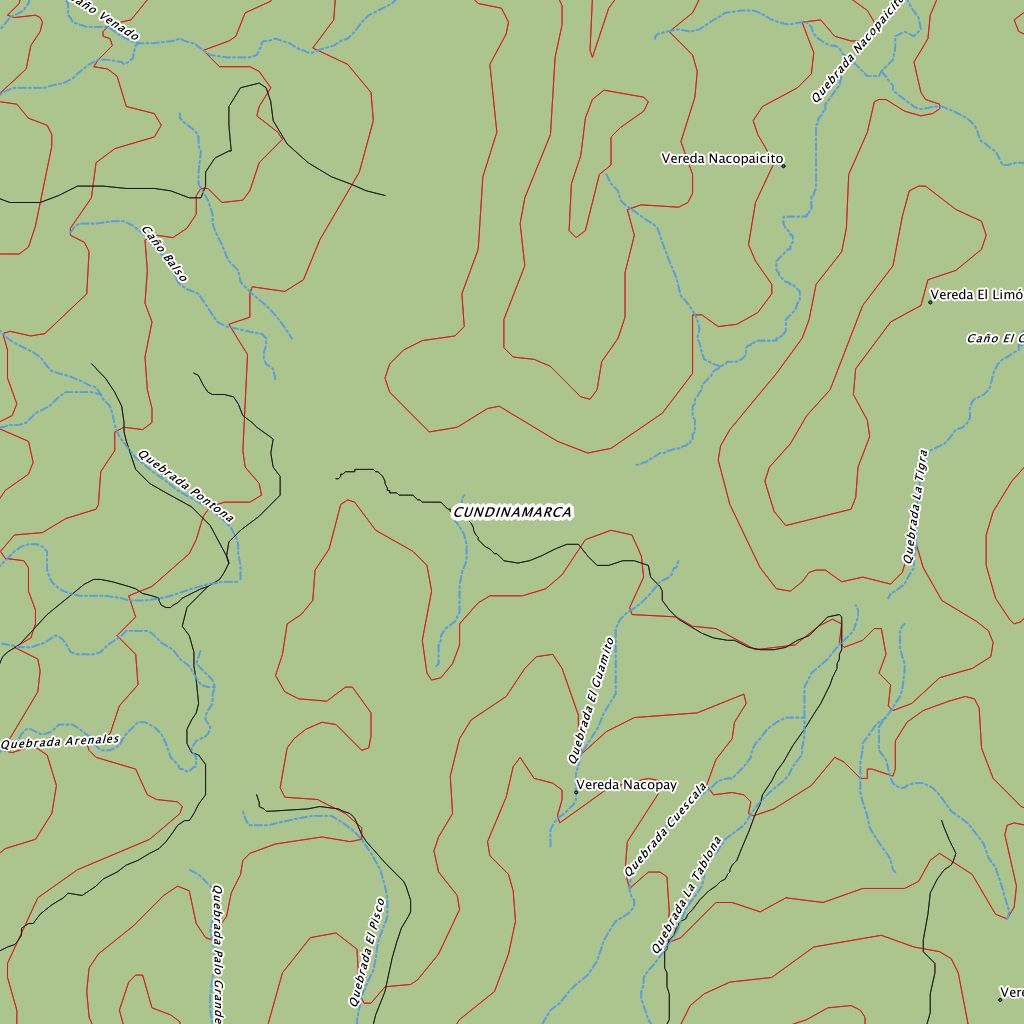 Caño Venado
Quebrada Nacopaicito
Vereda Nacopaicito
Caño Balso
Vereda El Limó
Caño El C
Quebrada Pontona
Quebrada La Tigra
CUNDINAMARCA
Quebrada El Guamito
Quebrada Arenales
Vereda Nacopay
Quebrada Cuescala
Quebrada La Tablona
Quebrada Palo Grande
Quebrada El Pisco
Vere